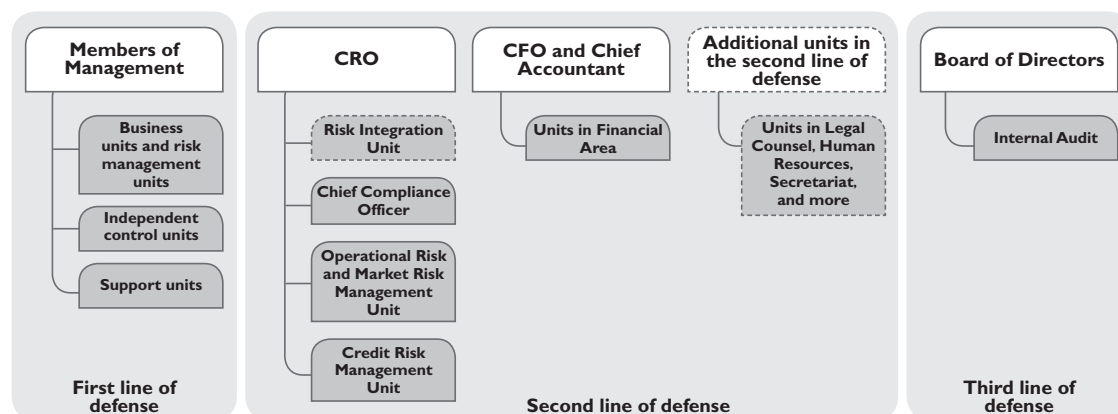 Members of
Management
Business
units and risk
management
units
Independent
control units
Support units
First line of
defense
CRO
Risk Integration
Unit
Chief Compliance
Officer
Operational Risk
and Market Risk
Management
Unit
Credit Risk
Management
Unit
CFO and Chief
Accountant
Units in Financial
Area
Additional units in
the second line of
defense
Units in Legal
Counsel, Human
Resources,
Secretariat,
and more
Second line of defense
Board of Directors
Internal Audit
Third line of
defense